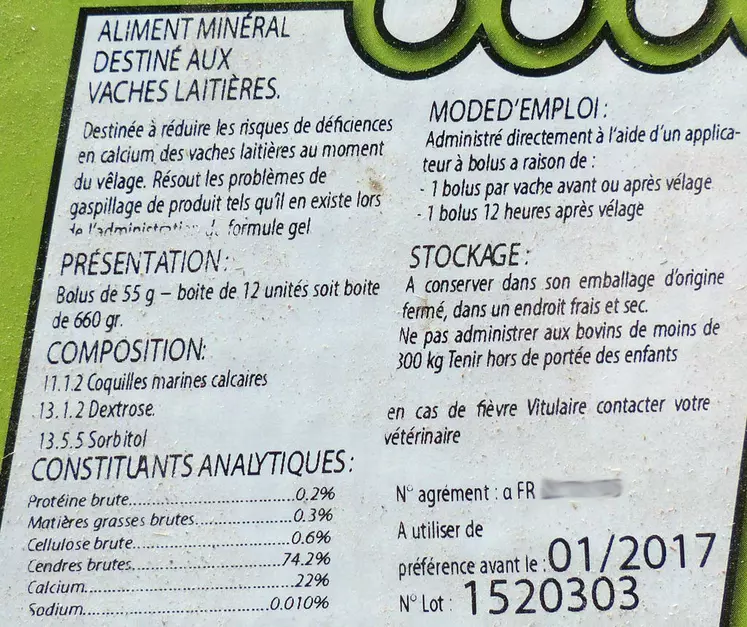 ALIMENT MINÉRAL
DESTINÉ AUX
VACHES LAITIÈRES.
Destinée à réduire les risques de déficiences
en calcium des vaches laitières au moment
du vêlage. Résout les problèmes de
gaspillage de produit tels qu'il en existe lors
de l'administration de formule gel
PRÉSENTATION:
Bolus de 55 g – boite de 12 unités soit boite
de 660 gr.
COMPOSITION:
11.1.2 Coquilles marines calcaires
13.1.2 Dextrose.
13.5.5 Sorbitol
CONSTITUANTS ANALYTIQUES:
Protéine brute...0.2%
Matières grasses brutes...0.3%
Cellulose brute...0.6%
Cendres brutes...74.2%
Calcium...22%
Sodium...0.010%
MODED'EMPLOI:
Administré directement à l'aide d'un applica-
teur à bolus a raison de :
- 1 bolus par vache avant ou après vélage
- 1 bolus 12 heures après vélage
STOCKAGE:
A conserver dans son emballage d'origine
fermé, dans un endroit frais et sec.
Ne pas administrer aux bovins de moins de
300 kg Tenir hors de portée des enfants
en cas de fièvre Vitulaire contacter votre
vétérinaire
N° agrément : α FR
A utiliser de
préférence avant le : 01/2017
N° Lot : 1520303